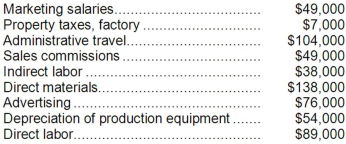 Marketing salaries.................................. $49,000
Property taxes, factory ........................... $7,000
Administrative travel............................... $104,000
Sales commissions ................................ $49,000
Indirect labor ........................................ $38,000
Direct materials..................................... $138,000
Advertising ........................................... $76,000
Depreciation of production equipment ....... $54,000
Direct labor........................................... $89,000